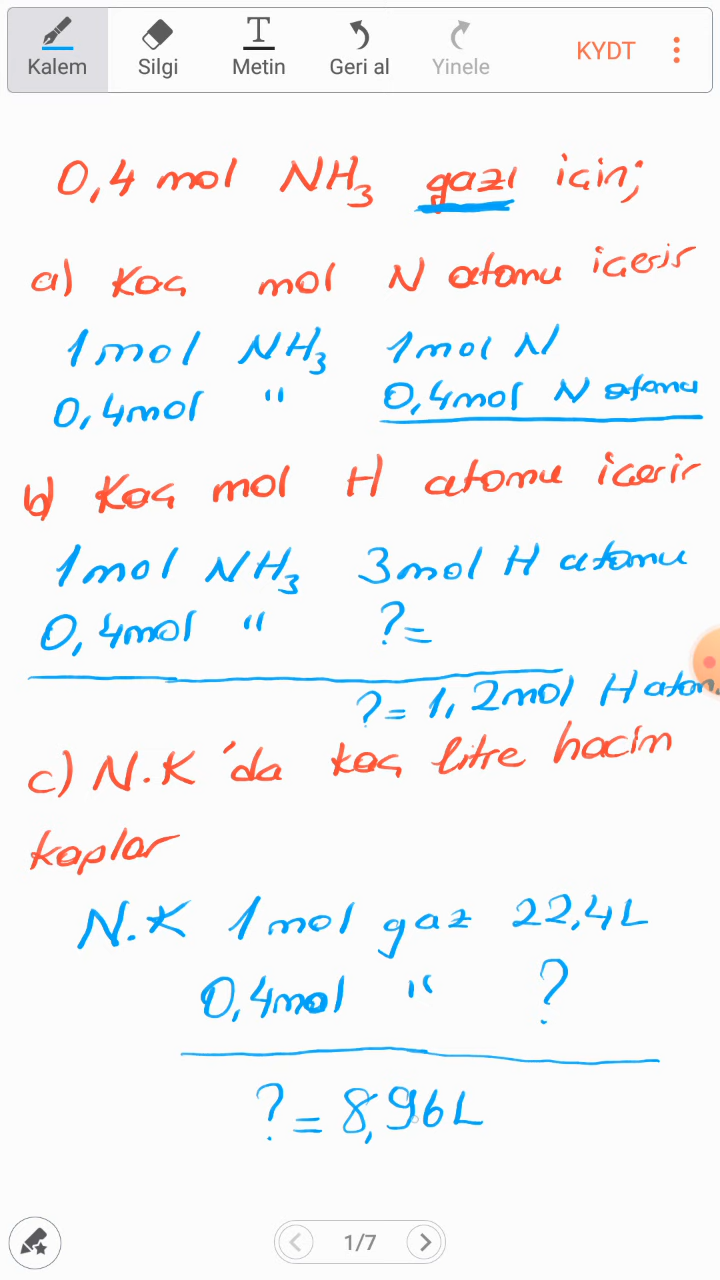 Kalem Silgi Metin Geri al Yinele KYDT
0,4 mol NH₃ gazı için;
a) Kaç mol N atomu içerir
1 mol NH₃ 1 mol N
0,4 mol " 0,4 mol N atomu
b) Kaç mol H atomu içerir
1 mol NH₃ 3 mol H atomu
0,4 mol " ?=
?= 1,2 mol H atom
c) N.K'da kaç litre hacim
kaplar
N.K 1 mol gaz 22,4L
0,4 mol " ?
?= 8,96L
1/7